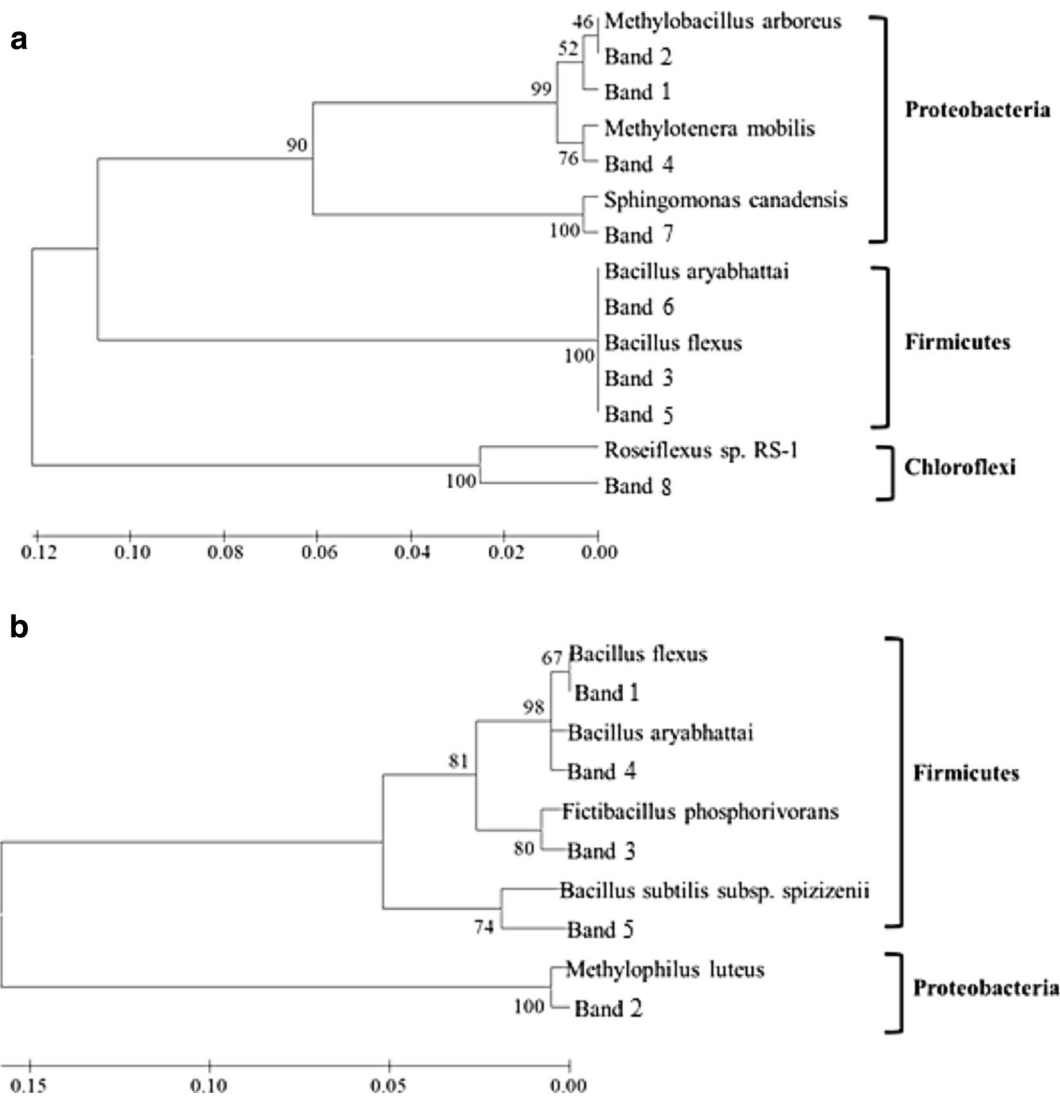 a
46 Methylobacillus arboreus
52 Band 2
99 Band 1
Proteobacteria
Methylotenera mobilis
90
76 Band 4
Sphingomonas canadensis
100 Band 7
Bacillus aryabhattai
Band 6
Bacillus flexus
Firmicutes
100
Band 3
Band 5
Roseiflexus sp. RS-1
Chloroflexi
100 Band 8
0.12 0.10 0.08 0.06 0.04 0.02 0.00
b
67 Bacillus flexus
Band 1
98
Bacillus aryabhattai
81
Band 4
Firmicutes
Fictibacillus phosphorivorans
80 Band 3
Bacillus subtilis subsp. spizizenii
74 Band 5
Methylophilus luteus
Proteobacteria
100 Band 2
0.15 0.10 0.05 0.00